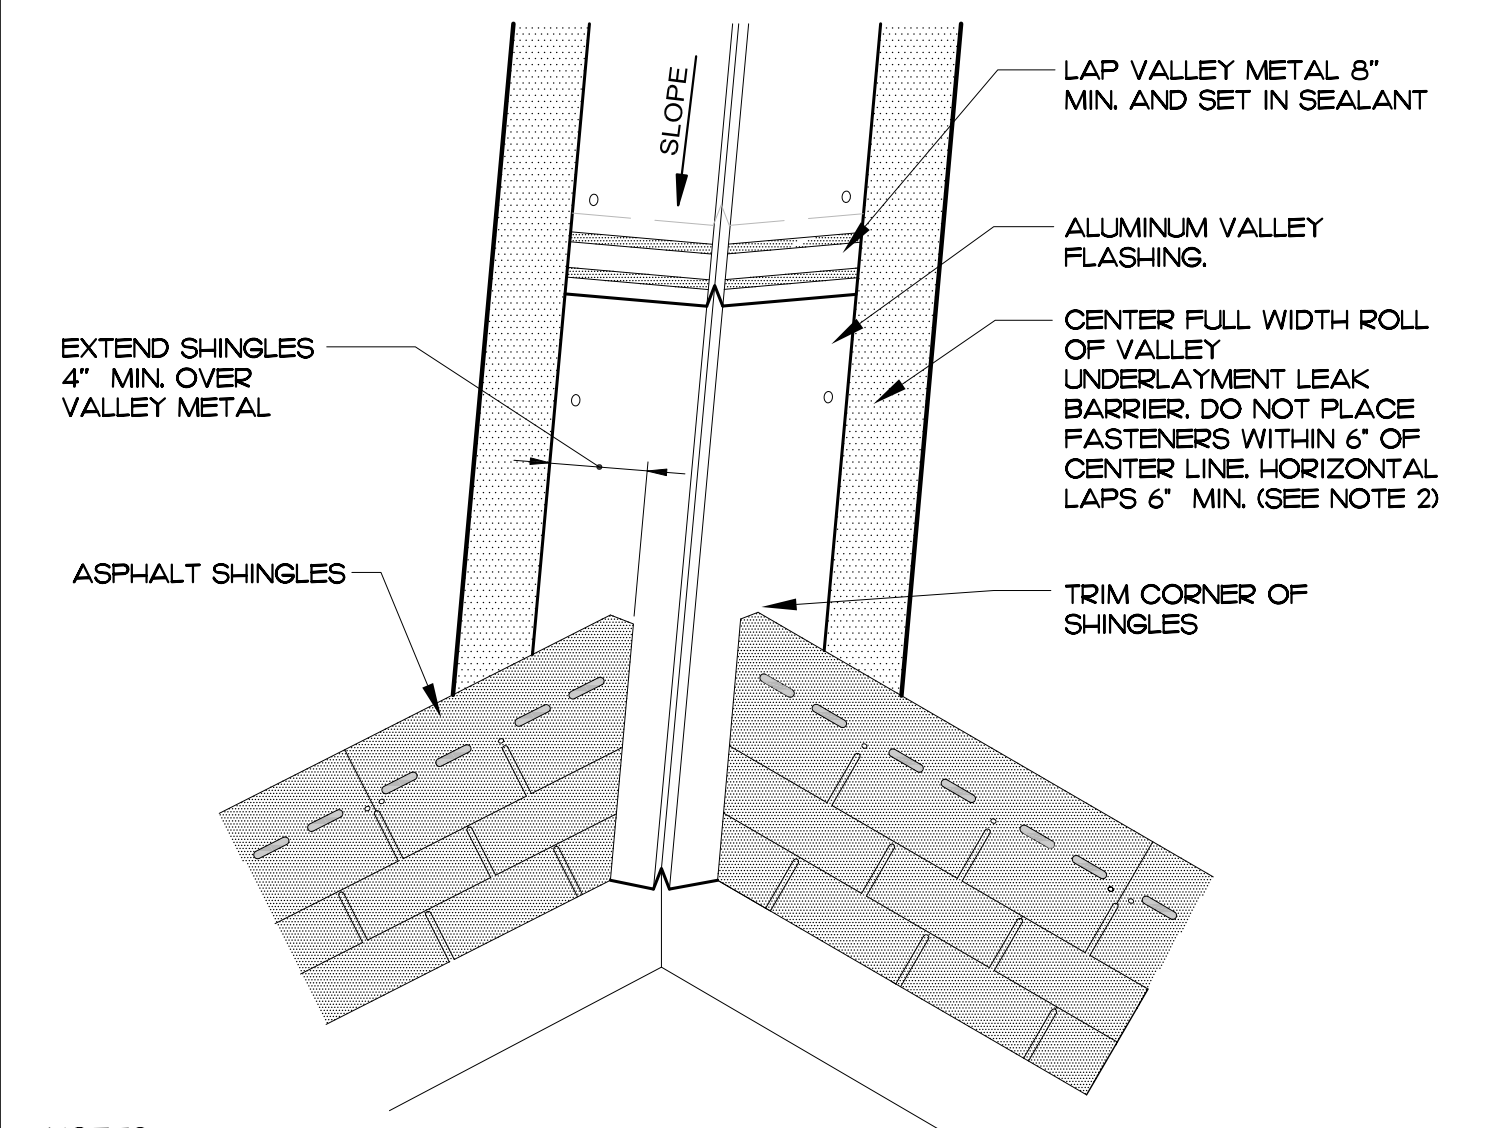 SLOPE
LAP VALLEY METAL 8"
MIN. AND SET IN SEALANT
ALUMINUM VALLEY
FLASHING.
CENTER FULL WIDTH ROLL
OF VALLEY
UNDERLAYMENT LEAK
BARRIER. DO NOT PLACE
FASTENERS WITHIN 6" OF
CENTER LINE. HORIZONTAL
LAPS 6" MIN. (SEE NOTE 2)
EXTEND SHINGLES
4" MIN. OVER
VALLEY METAL
ASPHALT SHINGLES
TRIM CORNER OF
SHINGLES